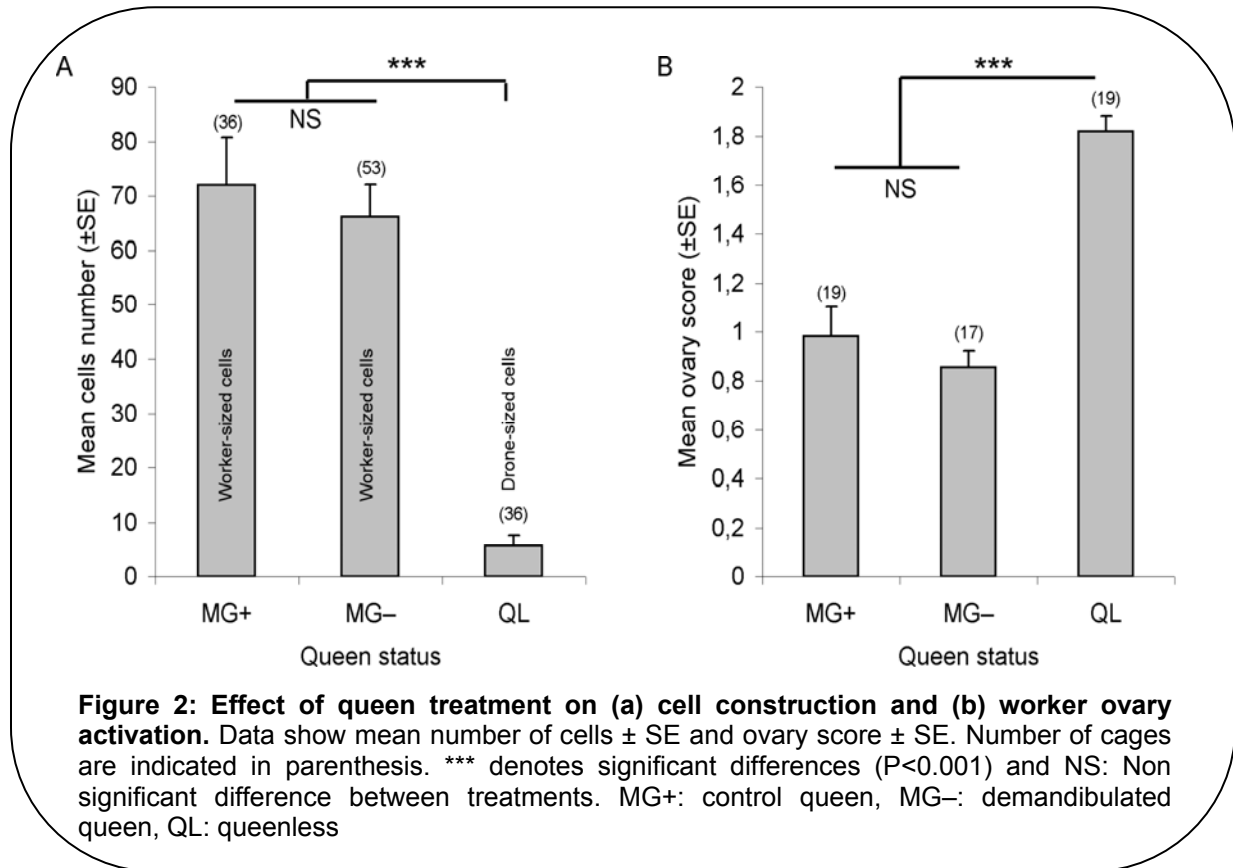 A
***
90
80
70
60
50
40
30
20
10
0
Mean cells number (±SE)
NS
(36)
(53)
(36)
Worker-sized cells
Worker-sized cells
Drone-sized cells
MG+ MG– QL
Queen status
B
***
2
1,8
1,6
1,4
1,2
1
0,8
0,6
0,4
0,2
0
Mean ovary score (±SE)
NS
(19)
(17)
(19)
MG+ MG– QL
Queen status
Figure 2: Effect of queen treatment on (a) cell construction and (b) worker ovary
activation. Data show mean number of cells ± SE and ovary score ± SE. Number of cages
are indicated in parenthesis. *** denotes significant differences (P<0.001) and NS: Non
significant difference between treatments. MG+: control queen, MG–: demandibulated
queen, QL: queenless